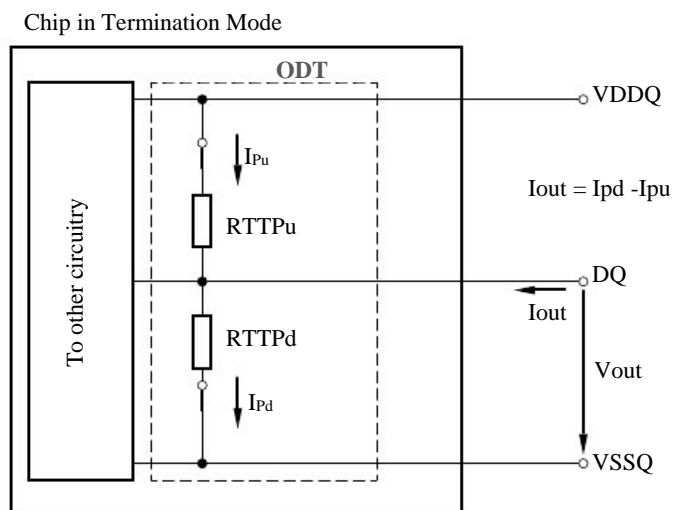 Chip in Termination Mode
ODT
VDDQ
IPu
Iout = Ipd -Ipu
RTTPu
To other circuitry
DQ
Iout
RTTPd
Vout
IPd
VSSQ